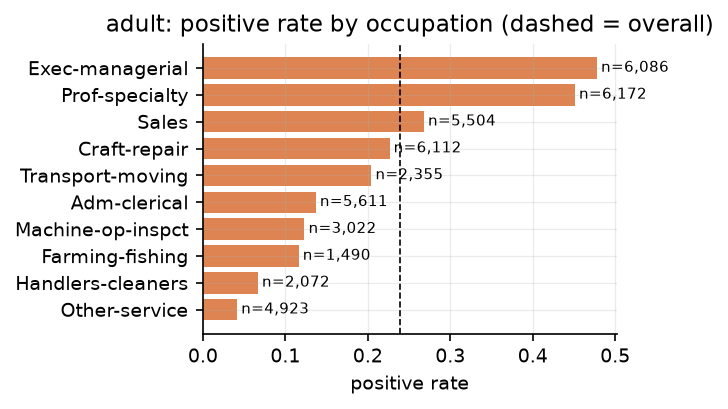 adult: positive rate by occupation (dashed = overall)
Exec-managerial n=6,086
Prof-specialty n=6,172
Sales n=5,504
Craft-repair n=6,112
Transport-moving n=2,355
Adm-clerical n=5,611
Machine-op-inspct n=3,022
Farming-fishing n=1,490
Handlers-cleaners n=2,072
Other-service n=4,923
0.0 0.1 0.2 0.3 0.4 0.5
positive rate